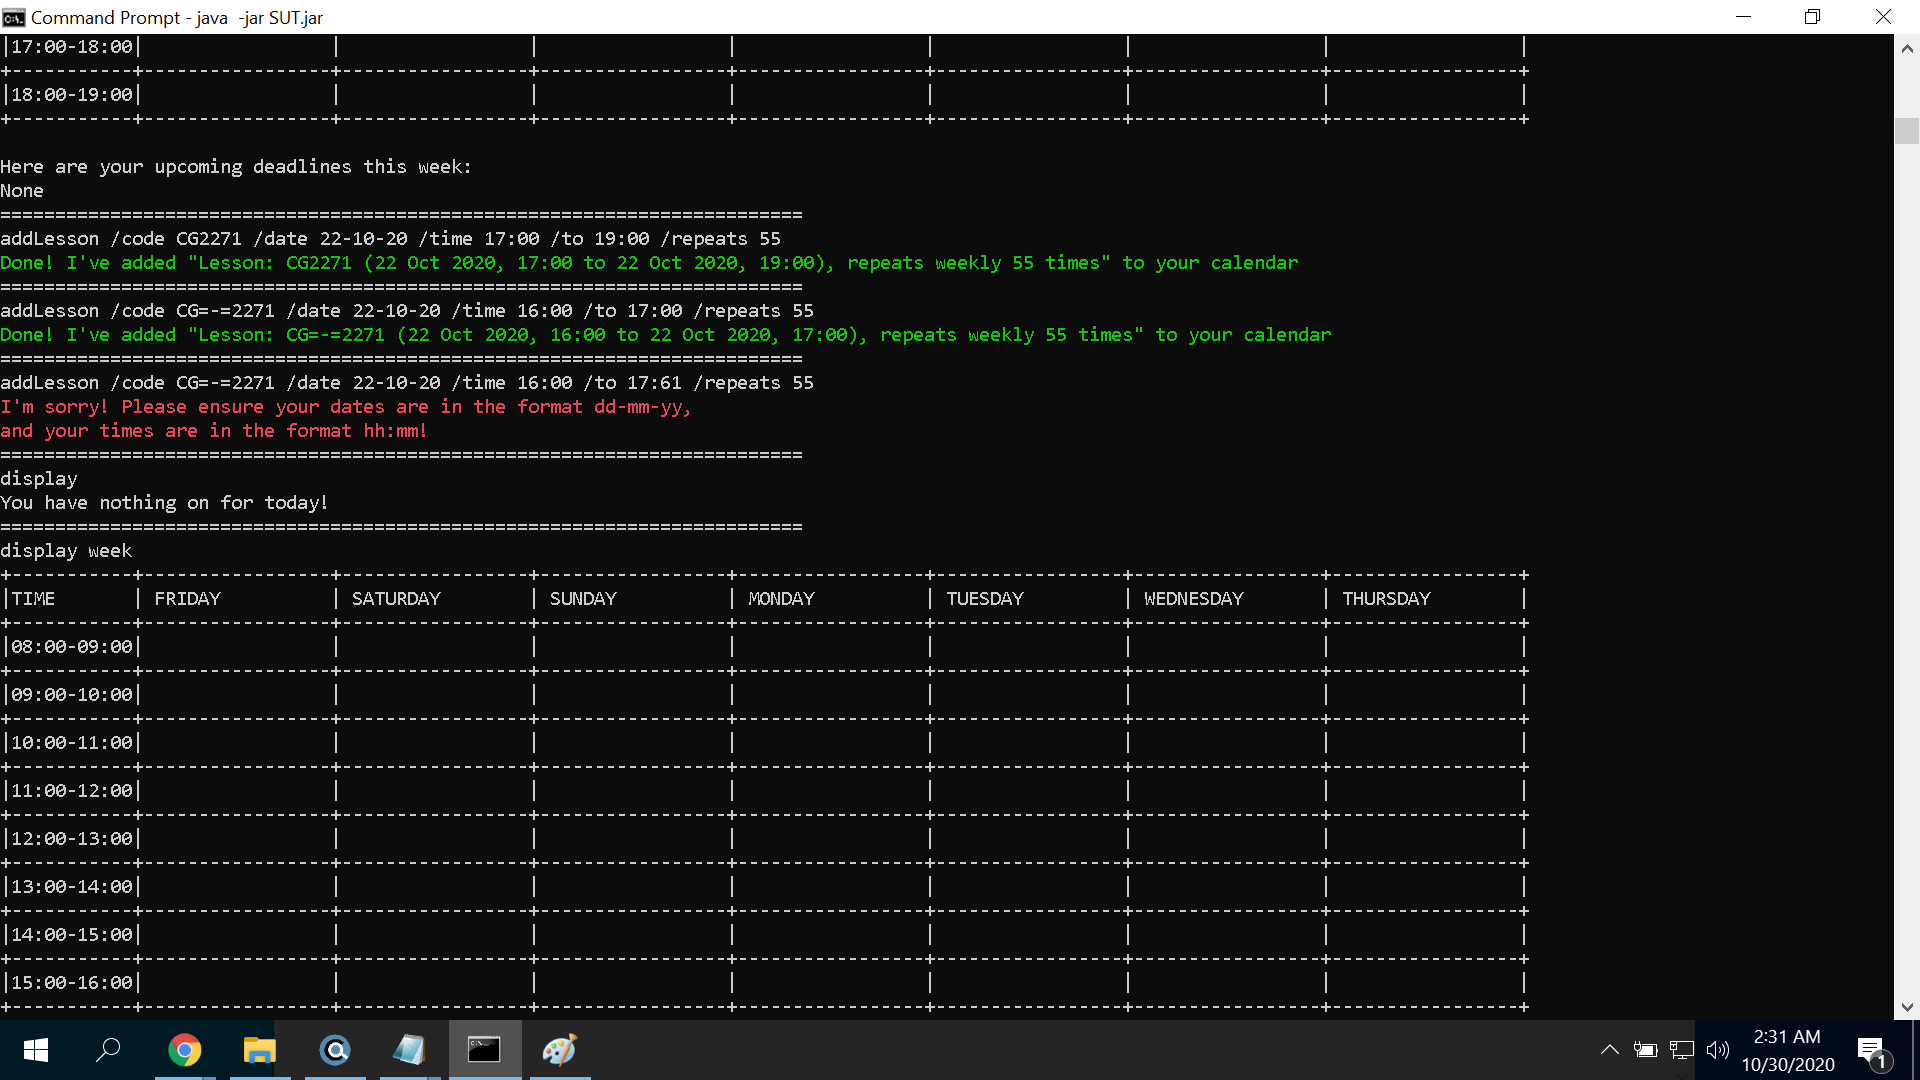 Command Prompt - java  -jar SUT.jar
|17:00-18:00|                 |                 |                 |                 |                 |                 |                 |
+-----------+-----------------+-----------------+-----------------+-----------------+-----------------+-----------------+-----------------+
|18:00-19:00|                 |                 |                 |                 |                 |                 |                 |
+-----------+-----------------+-----------------+-----------------+-----------------+-----------------+-----------------+-----------------+
Here are your upcoming deadlines this week:
None
=========================================================================
addLesson /code CG2271 /date 22-10-20 /time 17:00 /to 19:00 /repeats 55
Done! I've added "Lesson: CG2271 (22 Oct 2020, 17:00 to 22 Oct 2020, 19:00), repeats weekly 55 times" to your calendar
=========================================================================
addLesson /code CG=-=2271 /date 22-10-20 /time 16:00 /to 17:00 /repeats 55
Done! I've added "Lesson: CG=-=2271 (22 Oct 2020, 16:00 to 22 Oct 2020, 17:00), repeats weekly 55 times" to your calendar
=========================================================================
addLesson /code CG=-=2271 /date 22-10-20 /time 16:00 /to 17:61 /repeats 55
I'm sorry! Please ensure your dates are in the format dd-mm-yy,
and your times are in the format hh:mm!
=========================================================================
display
You have nothing on for today!
=========================================================================
display week
+-----------+-----------------+-----------------+-----------------+-----------------+-----------------+-----------------+-----------------+
|TIME       | FRIDAY          | SATURDAY        | SUNDAY          | MONDAY          | TUESDAY         | WEDNESDAY       | THURSDAY        |
+-----------+-----------------+-----------------+-----------------+-----------------+-----------------+-----------------+-----------------+
|08:00-09:00|                 |                 |                 |                 |                 |                 |                 |
+-----------+-----------------+-----------------+-----------------+-----------------+-----------------+-----------------+-----------------+
|09:00-10:00|                 |                 |                 |                 |                 |                 |                 |
+-----------+-----------------+-----------------+-----------------+-----------------+-----------------+-----------------+-----------------+
|10:00-11:00|                 |                 |                 |                 |                 |                 |                 |
+-----------+-----------------+-----------------+-----------------+-----------------+-----------------+-----------------+-----------------+
|11:00-12:00|                 |                 |                 |                 |                 |                 |                 |
+-----------+-----------------+-----------------+-----------------+-----------------+-----------------+-----------------+-----------------+
|12:00-13:00|                 |                 |                 |                 |                 |                 |                 |
+-----------+-----------------+-----------------+-----------------+-----------------+-----------------+-----------------+-----------------+
|13:00-14:00|                 |                 |                 |                 |                 |                 |                 |
+-----------+-----------------+-----------------+-----------------+-----------------+-----------------+-----------------+-----------------+
|14:00-15:00|                 |                 |                 |                 |                 |                 |                 |
+-----------+-----------------+-----------------+-----------------+-----------------+-----------------+-----------------+-----------------+
|15:00-16:00|                 |                 |                 |                 |                 |                 |                 |
+-----------+-----------------+-----------------+-----------------+-----------------+-----------------+-----------------+-----------------+
2:31 AM
10/30/2020
1